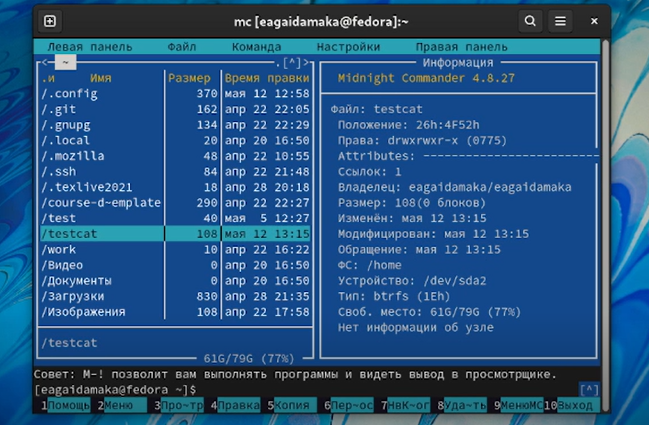 mc [eagaidamaka@fedora]:~
Левая панель Файл Команда Настройки Правая панель
<─ ~ .[^]>
.и Имя Размер Время правки
/.config 370 мая 12 12:58
/.git 162 апр 22 22:05
/.gnupg 134 апр 22 22:29
/.local 20 апр 20 16:50
/.mozilla 48 апр 22 10:55
/.ssh 84 апр 22 21:48
/.texlive2021 18 апр 28 20:18
/course-d~emplate 290 апр 22 22:27
/test 40 мая 5 12:27
/testcat 108 мая 12 13:15
/work 10 апр 22 16:22
/Видео 0 апр 20 16:50
/Документы 0 апр 20 16:50
/Загрузки 830 апр 28 21:35
/Изображения 108 апр 22 17:58
/testcat
61G/79G (77%)
Информация
Midnight Commander 4.8.27
Файл: testcat
Положение: 26h:4F52h
Права: drwxrwxr-x (0775)
Attributes: -----------------------
Ссылок: 1
Владелец: eagaidamaka/eagaidamaka
Размер: 108(0 блоков)
Изменён: мая 12 13:15
Модифицирован: мая 12 13:15
Обращение: мая 12 13:15
ФС: /home
Устройство: /dev/sda2
Тип: btrfs (1Eh)
Своб. место: 61G/79G (77%)
Нет информации об узле
Совет: M-! позволит вам выполнять программы и видеть вывод в просмотрщике.
[eagaidamaka@fedora ~]$ [^]
1Помощь 2Меню 3Про~тр 4Правка 5Копия 6Пер~ос 7НвК~ог 8Уда~ть 9МенюMC 10Выход